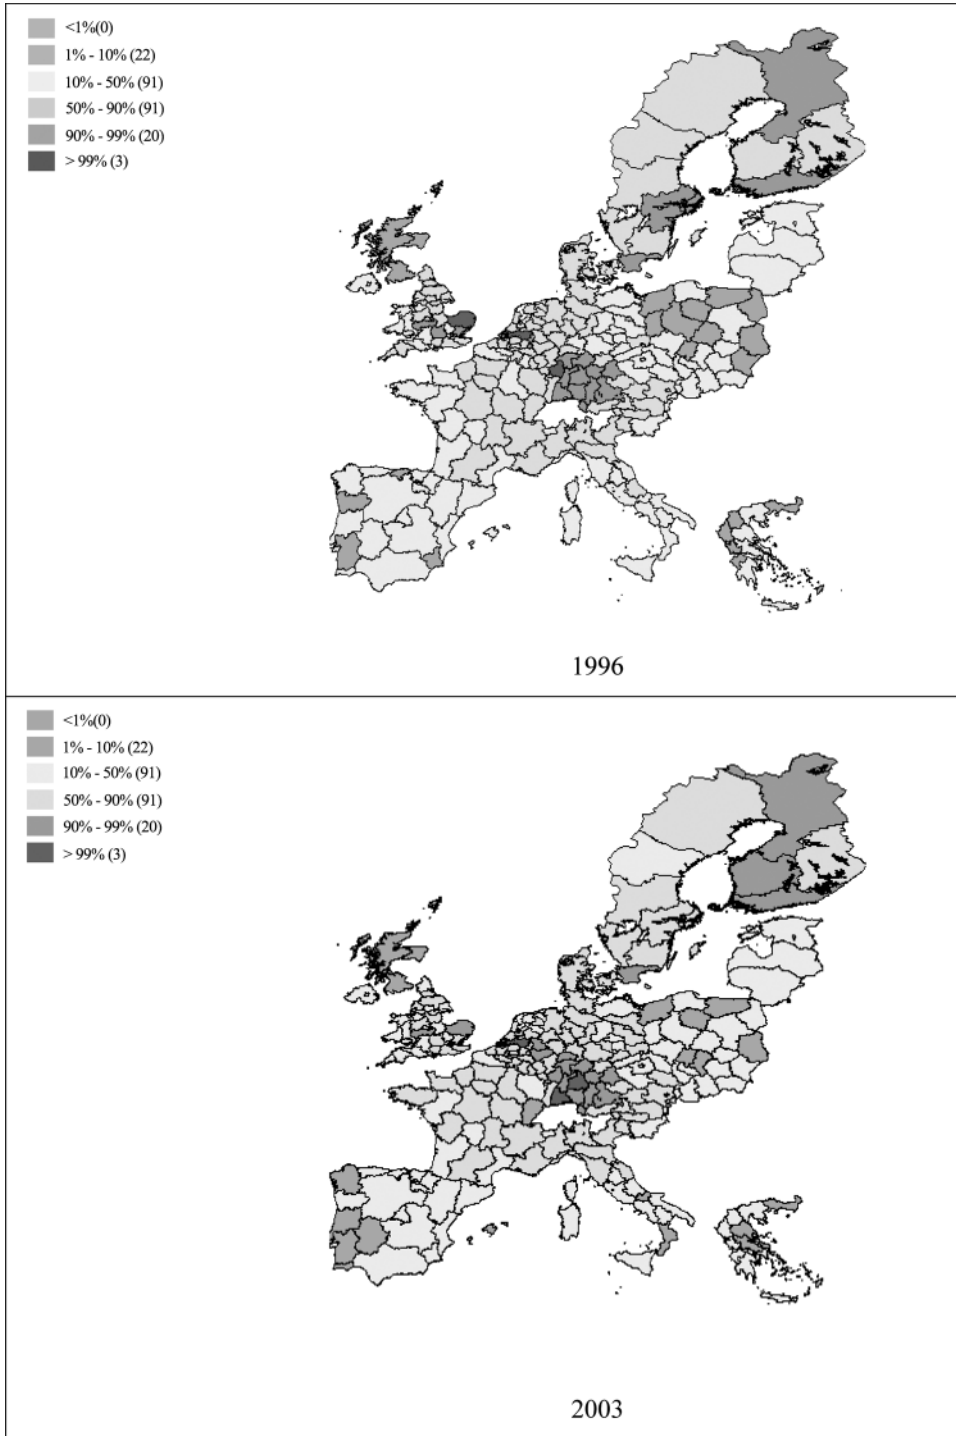 <1%(0)
1% - 10% (22)
10% - 50% (91)
50% - 90% (91)
90% - 99% (20)
> 99% (3)
1996
<1%(0)
1% - 10% (22)
10% - 50% (91)
50% - 90% (91)
90% - 99% (20)
> 99% (3)
2003